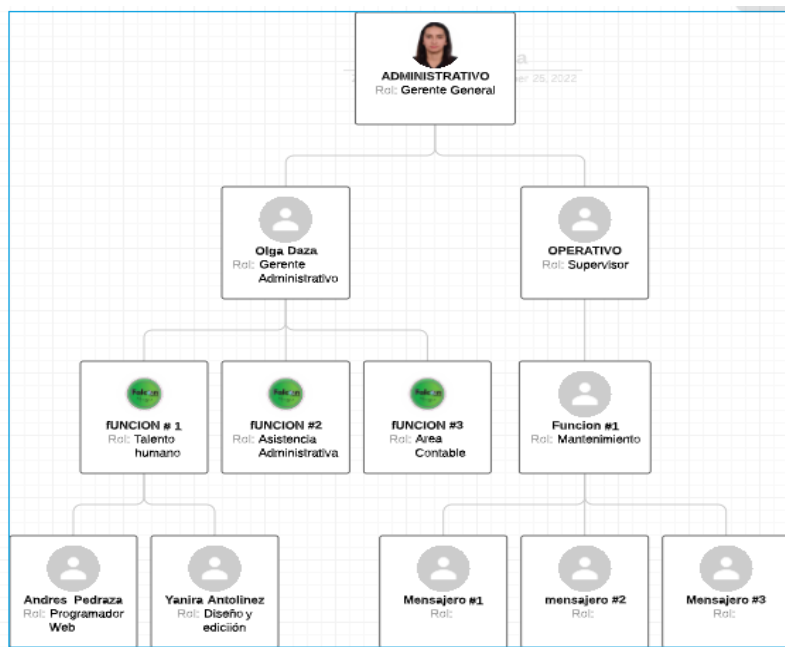 ADMINISTRATIVO
Rol: Gerente General
Olga Daza
Rol: Gerente
Administrativo
OPERATIVO
Rol: Supervisor
fUNCION # 1
Rol: Talento
humano
fUNCION #2
Rol: Asistencia
Administrativa
fUNCION #3
Rol: Area
Contable
Funcion #1
Rol: Mantenimiento
Andres Pedraza
Rol: Programador
Web
Yanira Antolinez
Rol: Diseño y
edición
Mensajero #1
Rol:
mensajero #2
Rol:
Mensajero #3
Rol: